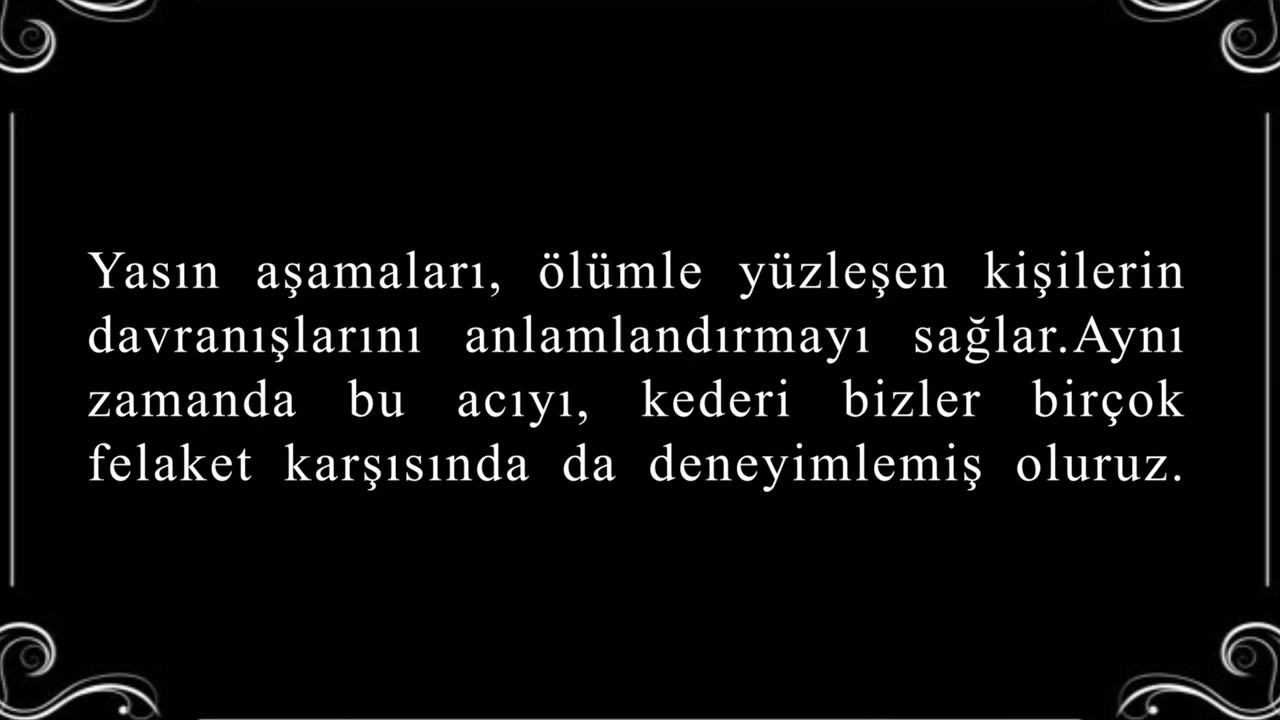 Yasın aşamaları, ölümle yüzleşen kişilerin
davranışlarını anlamlandırmayı sağlar.Aynı
zamanda bu acıyı, kederi bizler birçok
felaket karşısında da deneyimlemiş oluruz.